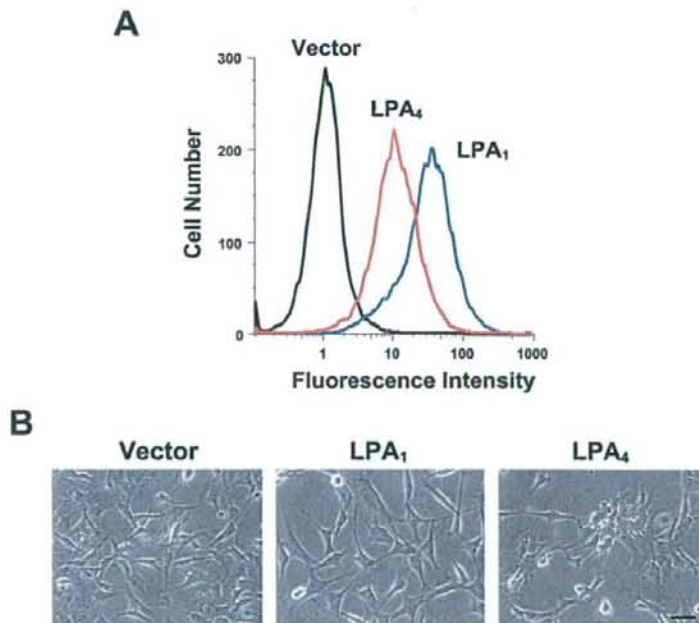 A
Vector
LPA₄
LPA₁
300
200
100
0
Cell Number
1 10 100 1000
Fluorescence Intensity
B
Vector LPA₁ LPA₄